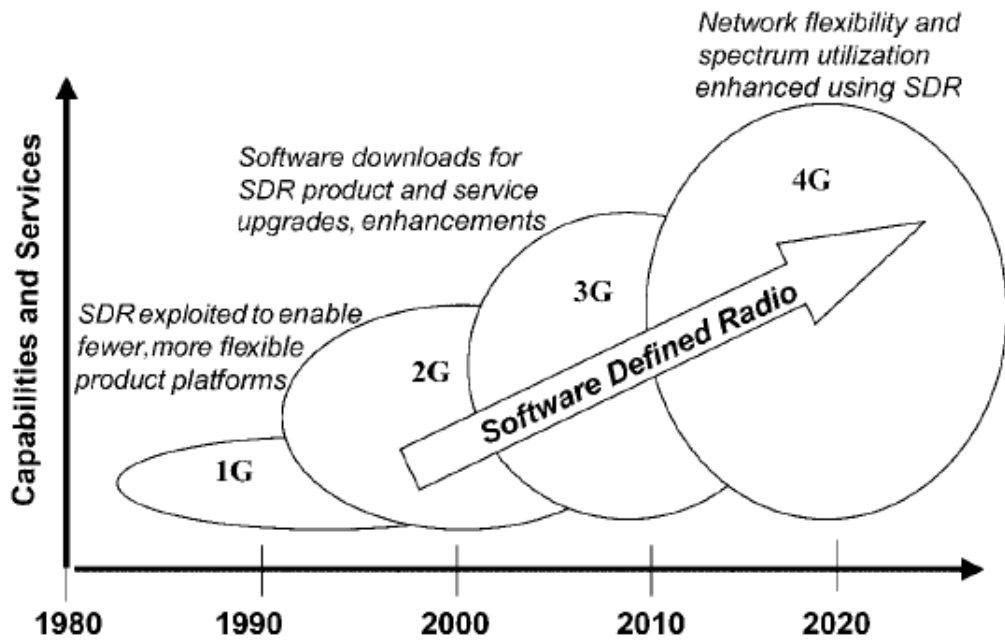 Network flexibility and
spectrum utilization
enhanced using SDR
Software downloads for
SDR product and service
upgrades, enhancements
SDR exploited to enable
fewer, more flexible
product platforms
Capabilities and Services
1G
2G
3G
4G
Software Defined Radio
1980
1990
2000
2010
2020